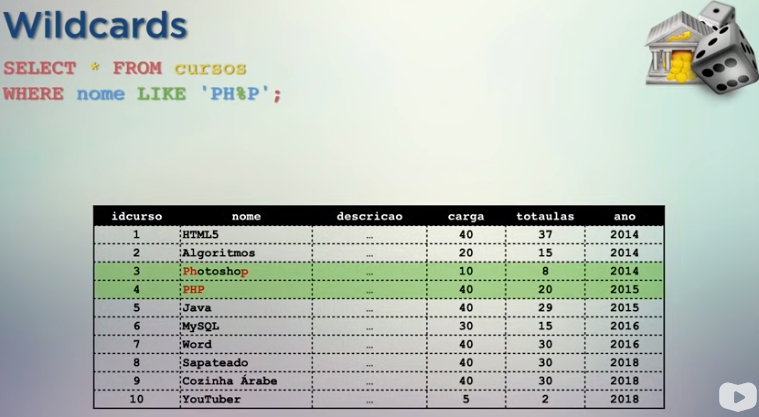 Wildcards
SELECT * FROM cursos
WHERE nome LIKE 'PH%P';
idcurso nome descricao carga totaulas ano
1 HTML5 … 40 37 2014
2 Algoritmos … 20 15 2014
3 Photoshop … 10 8 2014
4 PHP … 40 20 2015
5 Java … 40 29 2015
6 MySQL … 30 15 2016
7 Word … 40 30 2016
8 Sapateado … 40 30 2018
9 Cozinha Árabe … 40 30 2018
10 YouTuber … 5 2 2018